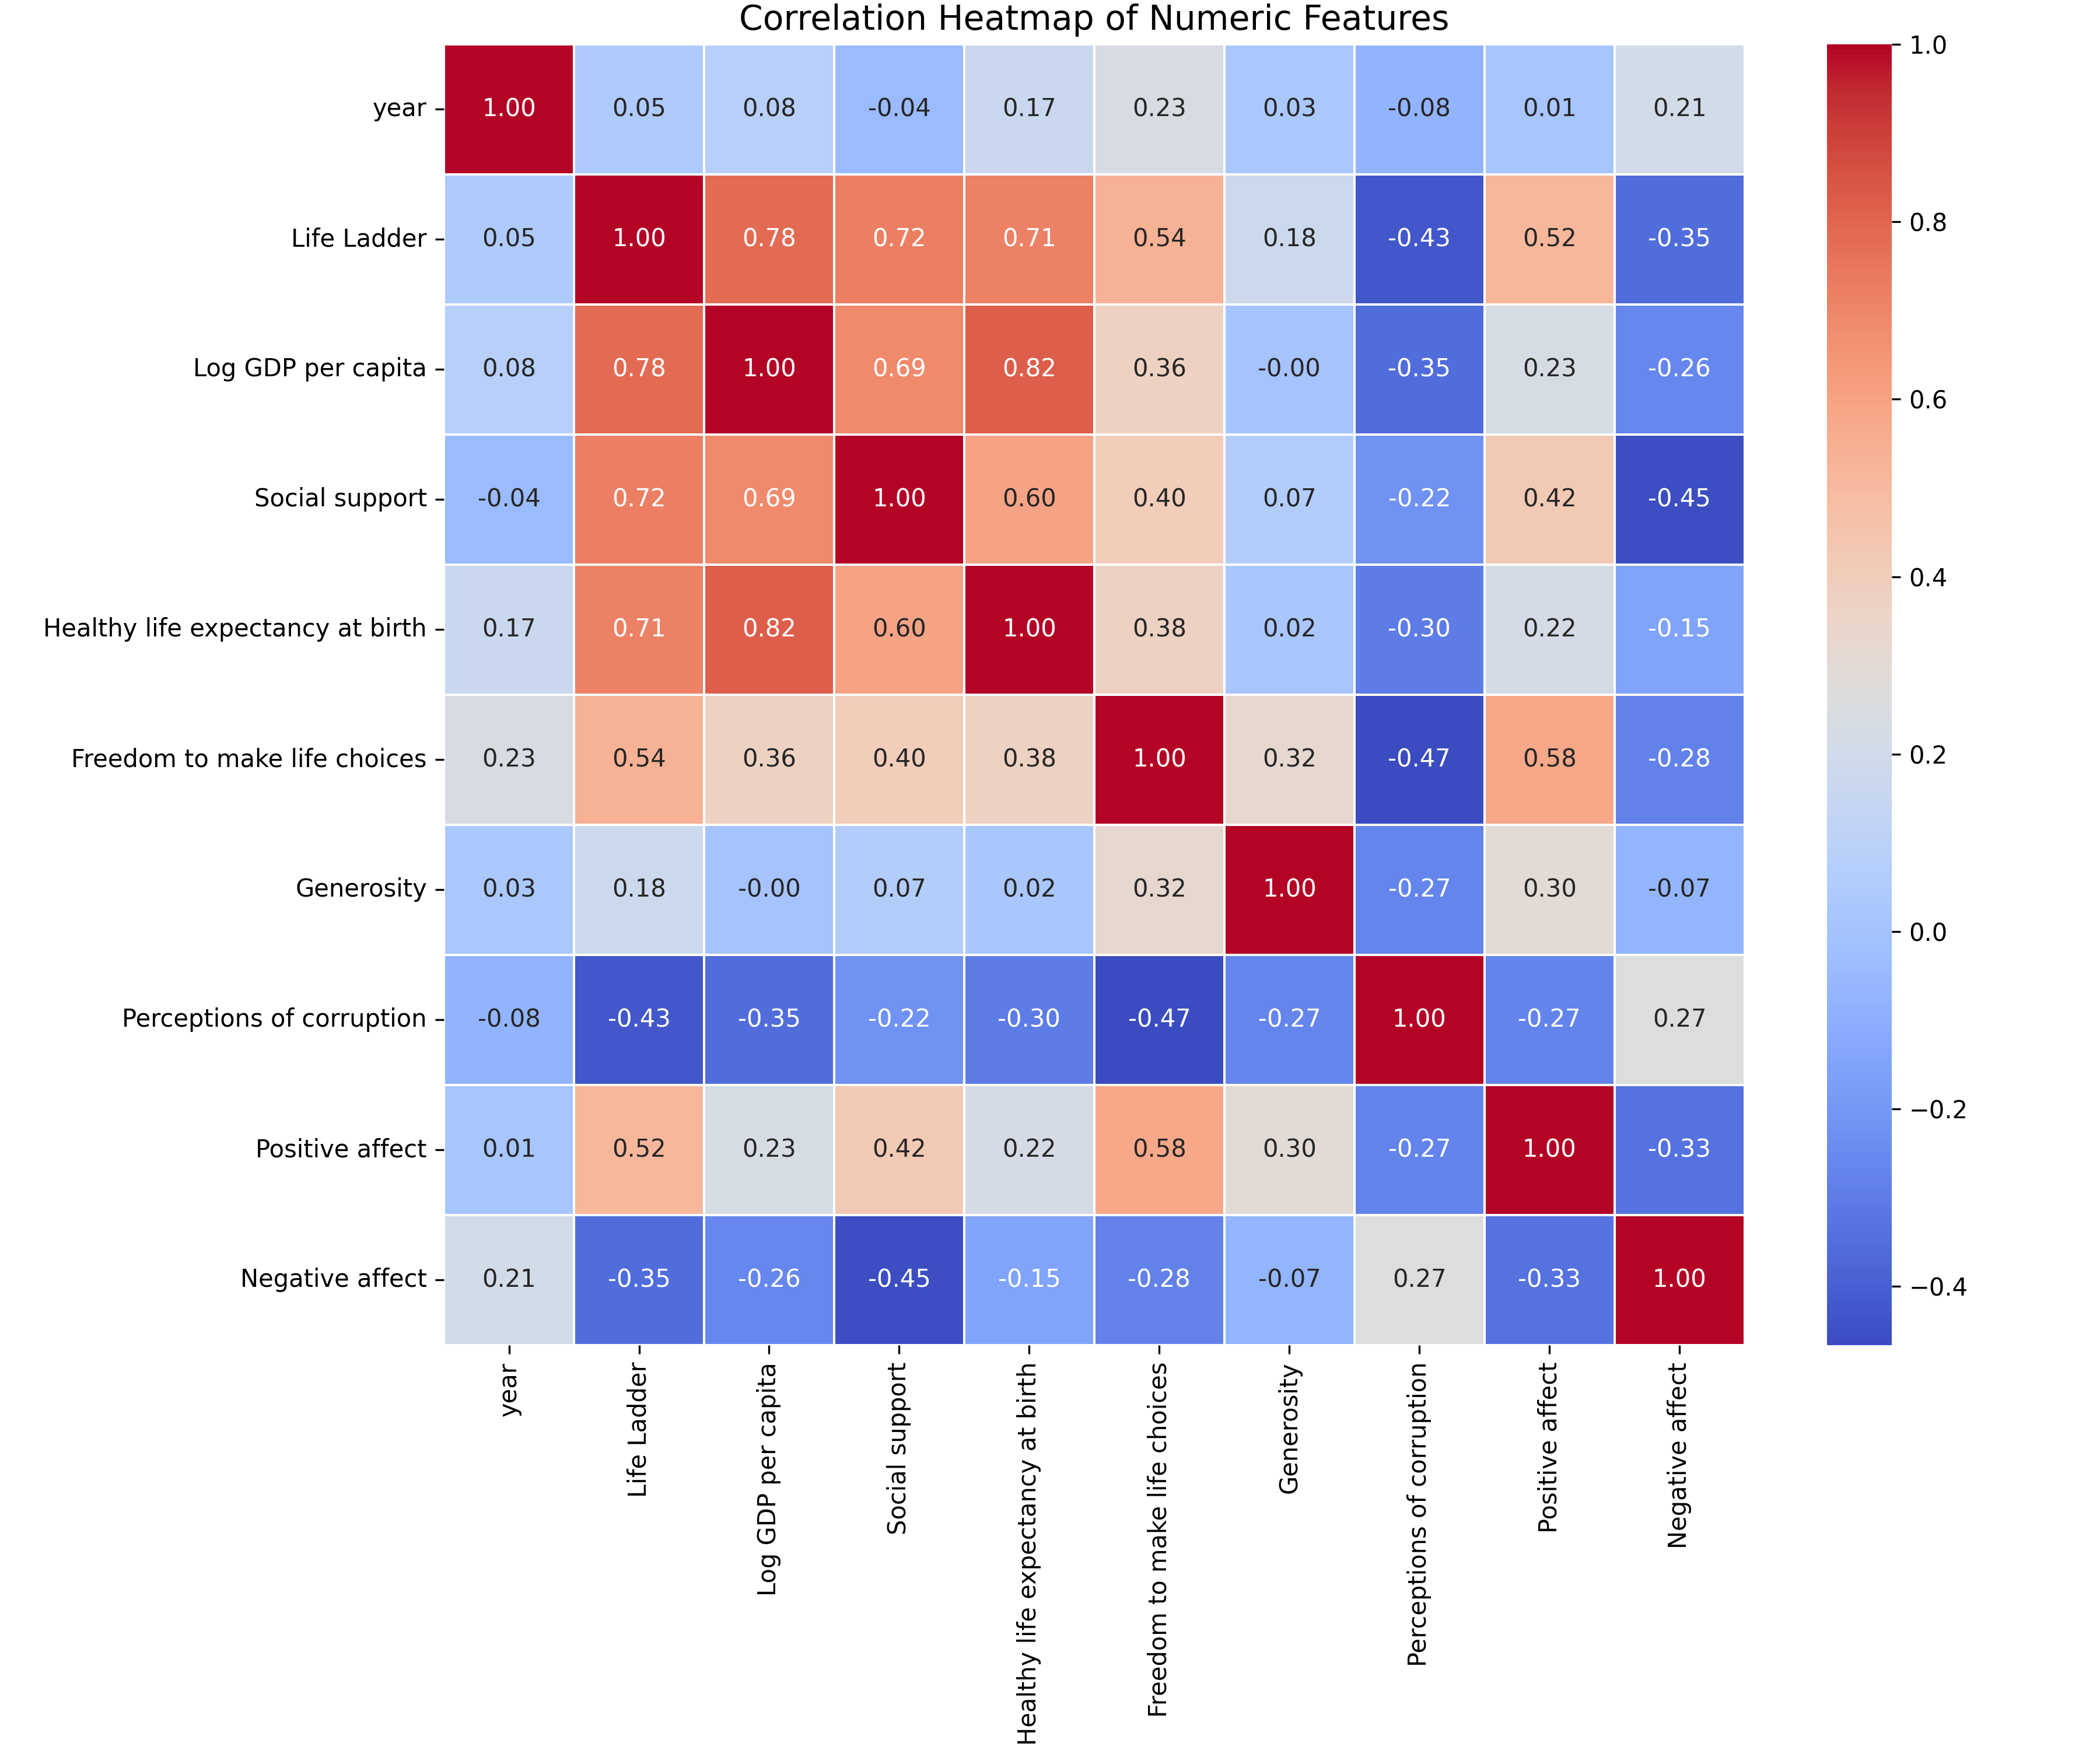 Correlation Heatmap of Numeric Features
year 1.00 0.05 0.08 -0.04 0.17 0.23 0.03 -0.08 0.01 0.21
Life Ladder 0.05 1.00 0.78 0.72 0.71 0.54 0.18 -0.43 0.52 -0.35
Log GDP per capita 0.08 0.78 1.00 0.69 0.82 0.36 -0.00 -0.35 0.23 -0.26
Social support -0.04 0.72 0.69 1.00 0.60 0.40 0.07 -0.22 0.42 -0.45
Healthy life expectancy at birth 0.17 0.71 0.82 0.60 1.00 0.38 0.02 -0.30 0.22 -0.15
Freedom to make life choices 0.23 0.54 0.36 0.40 0.38 1.00 0.32 -0.47 0.58 -0.28
Generosity 0.03 0.18 -0.00 0.07 0.02 0.32 1.00 -0.27 0.30 -0.07
Perceptions of corruption -0.08 -0.43 -0.35 -0.22 -0.30 -0.47 -0.27 1.00 -0.27 0.27
Positive affect 0.01 0.52 0.23 0.42 0.22 0.58 0.30 -0.27 1.00 -0.33
Negative affect 0.21 -0.35 -0.26 -0.45 -0.15 -0.28 -0.07 0.27 -0.33 1.00
year
Life Ladder
Log GDP per capita
Social support
Healthy life expectancy at birth
Freedom to make life choices
Generosity
Perceptions of corruption
Positive affect
Negative affect
1.0
0.8
0.6
0.4
0.2
0.0
−0.2
−0.4